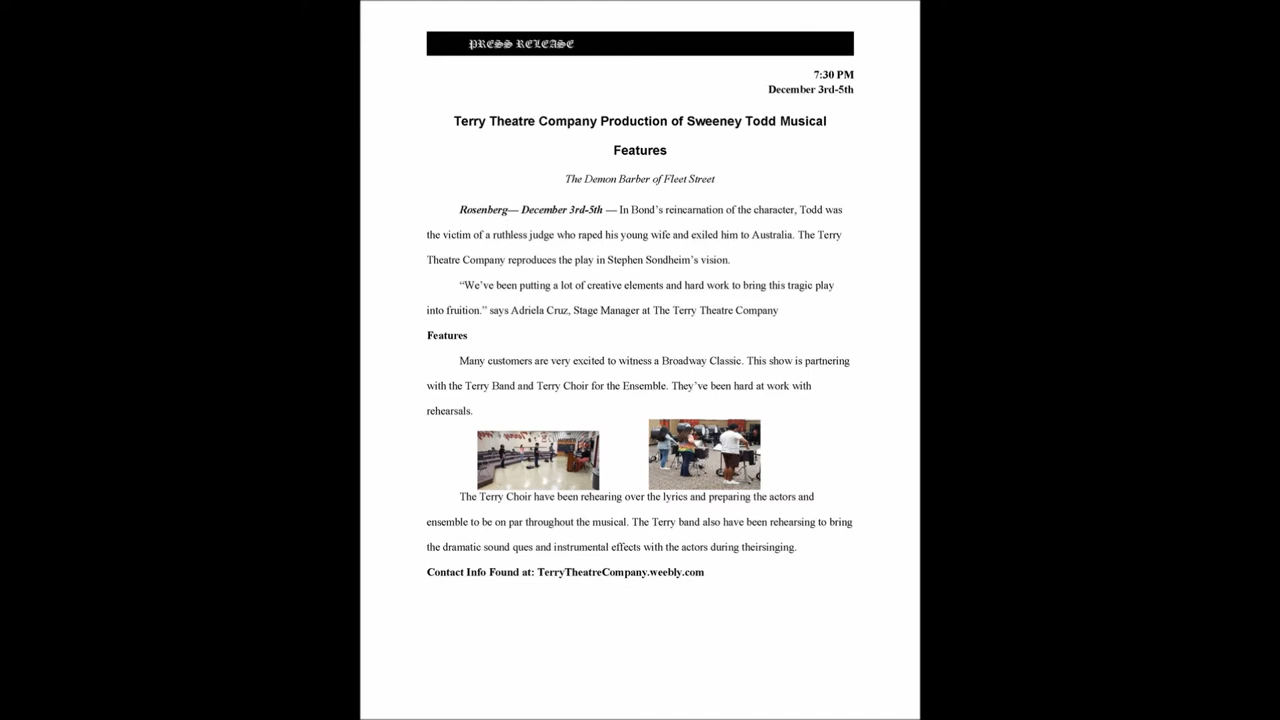 PRESS RELEASE
7:30 PM
December 3rd-5th
Terry Theatre Company Production of Sweeney Todd Musical
Features
The Demon Barber of Fleet Street
Rosenberg— December 3rd-5th — In Bond’s reincarnation of the character, Todd was
the victim of a ruthless judge who raped his young wife and exiled him to Australia. The Terry
Theatre Company reproduces the play in Stephen Sondheim’s vision.
“We’ve been putting a lot of creative elements and hard work to bring this tragic play
into fruition.” says Adriela Cruz, Stage Manager at The Terry Theatre Company
Features
Many customers are very excited to witness a Broadway Classic. This show is partnering
with the Terry Band and Terry Choir for the Ensemble. They’ve been hard at work with
rehearsals.
The Terry Choir have been rehearing over the lyrics and preparing the actors and
ensemble to be on par throughout the musical. The Terry band also have been rehearsing to bring
the dramatic sound ques and instrumental effects with the actors during theirsinging.
Contact Info Found at: TerryTheatreCompany.weebly.com